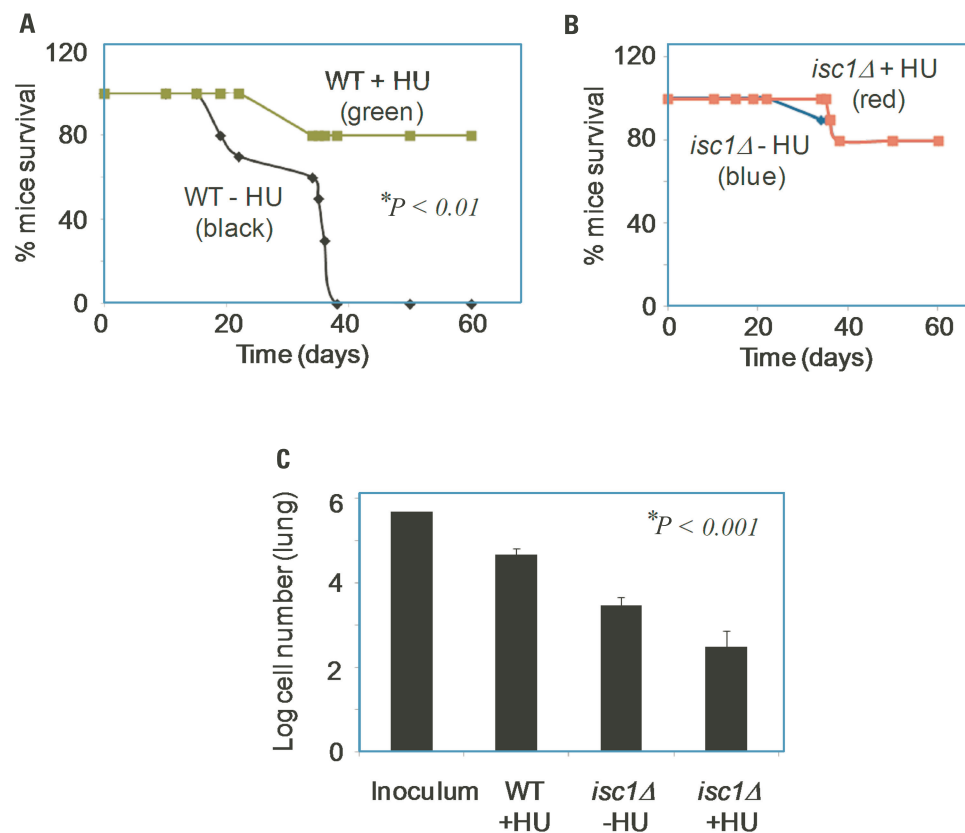 A
120
80
40
0
% mice survival
WT + HU
(green)
WT - HU
(black)
*P < 0.01
0 20 40 60
Time (days)
B
120
80
40
0
% mice survival
isc1Δ + HU
(red)
isc1Δ - HU
(blue)
0 20 40 60
Time (days)
C
6
4
2
0
Log cell number (lung)
*P < 0.001
Inoculum
WT
+HU
isc1Δ
-HU
isc1Δ
+HU